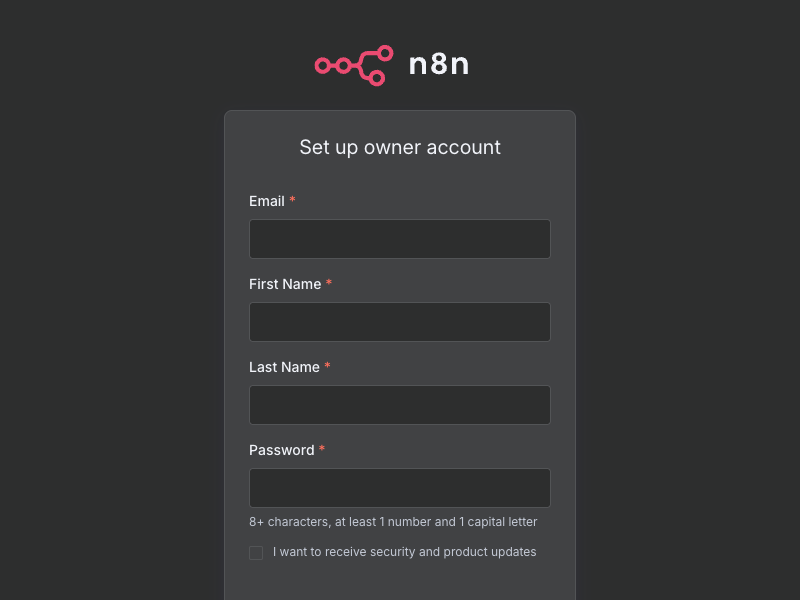 n8n
Set up owner account
Email *
First Name *
Last Name *
Password *
8+ characters, at least 1 number and 1 capital letter
I want to receive security and product updates